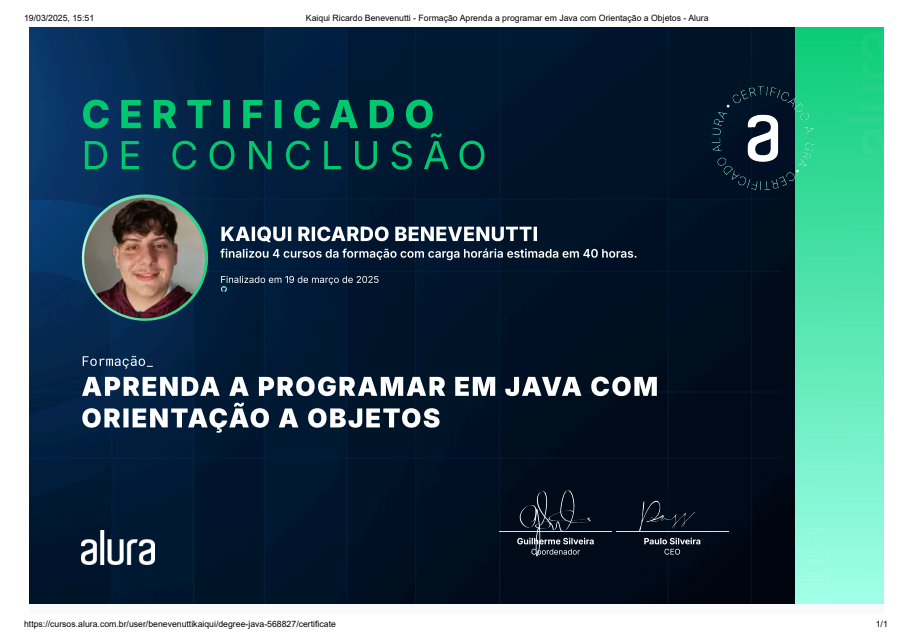 19/03/2025, 15:51
Kaiqui Ricardo Benevenutti - Formação Aprenda a programar em Java com Orientação a Objetos - Alura
CERTIFICADO
DE CONCLUSÃO
CERTIFICADO ALURA • CERTIFICADO ALURA •
a
KAIQUI RICARDO BENEVENUTTI
finalizou 4 cursos da formação com carga horária estimada em 40 horas.
Finalizado em 19 de março de 2025
Formação_
APRENDA A PROGRAMAR EM JAVA COM
ORIENTAÇÃO A OBJETOS
alura
Guilherme Silveira
Coordenador
Paulo Silveira
CEO
alura
alura
https://cursos.alura.com.br/user/benevenuttikaiqui/degree-java-568827/certificate
1/1